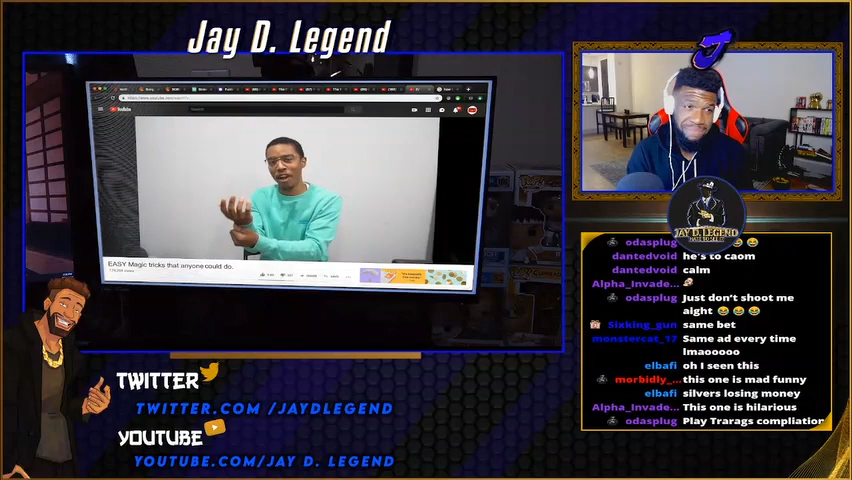 Jay D. Legend
J
YouTube
EASY Magic tricks that anyone could do.
TWITTER
TWITTER.COM /JAYDLEGEND
YOUTUBE
YOUTUBE.COM/JAY D. LEGEND
JAY D. LEGEND
odasplug 😂😂
dantedvoid he's to caom
dantedvoid calm
Alpha_Invade...
odasplug Just don't shoot me
aight 😂😂😂
Sixking_gun same bet
monstercat_17 Same ad every time
lmaooooo
elbafi oh I seen this
morbidly_... this one is mad funny
elbafi silvers losing money
Alpha_Invade... This one is hilarious
odasplug Play Trarags compliation